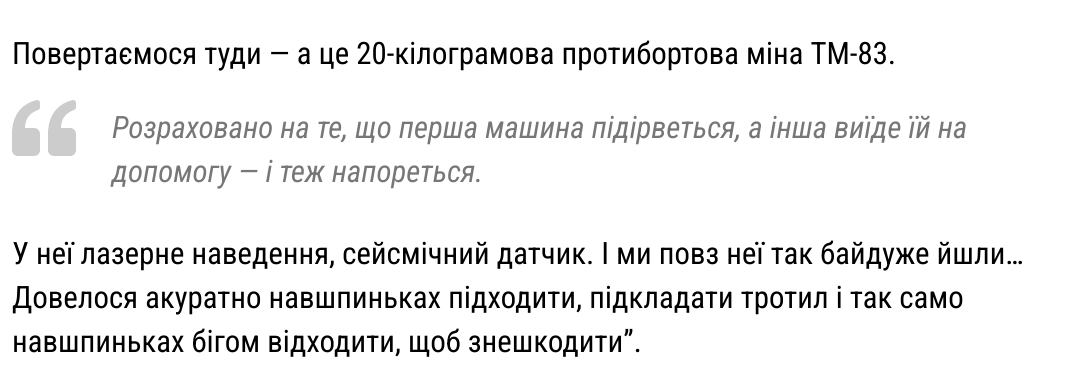 Повертаємося туди — а це 20-кілограмова протибортова міна ТМ-83.
Розраховано на те, що перша машина підірветься, а інша виїде їй на
допомогу — і теж напореться.
У неї лазерне наведення, сейсмічний датчик. І ми повз неї так байдуже йшли…
Довелося акуратно навшпиньках підходити, підкладати тротил і так само
навшпиньках бігом відходити, щоб знешкодити”.